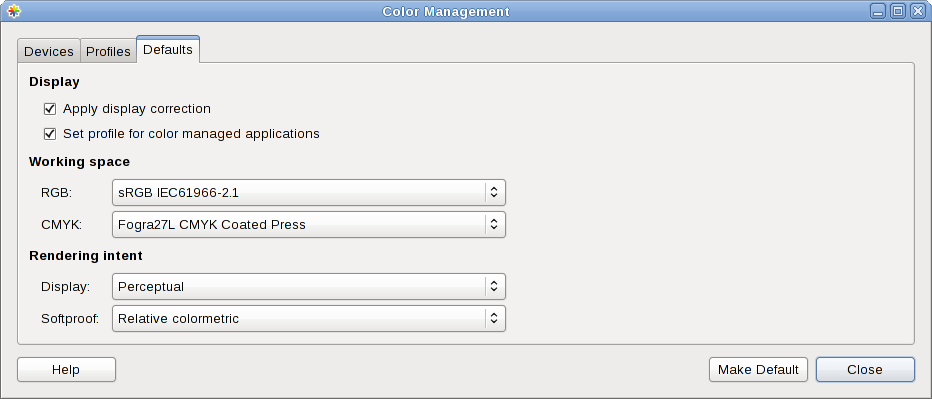 Color Management
Devices Profiles Defaults
Display
Apply display correction
Set profile for color managed applications
Working space
RGB: sRGB IEC61966-2.1
CMYK: Fogra27L CMYK Coated Press
Rendering intent
Display: Perceptual
Softproof: Relative colormetric
Help Make Default Close